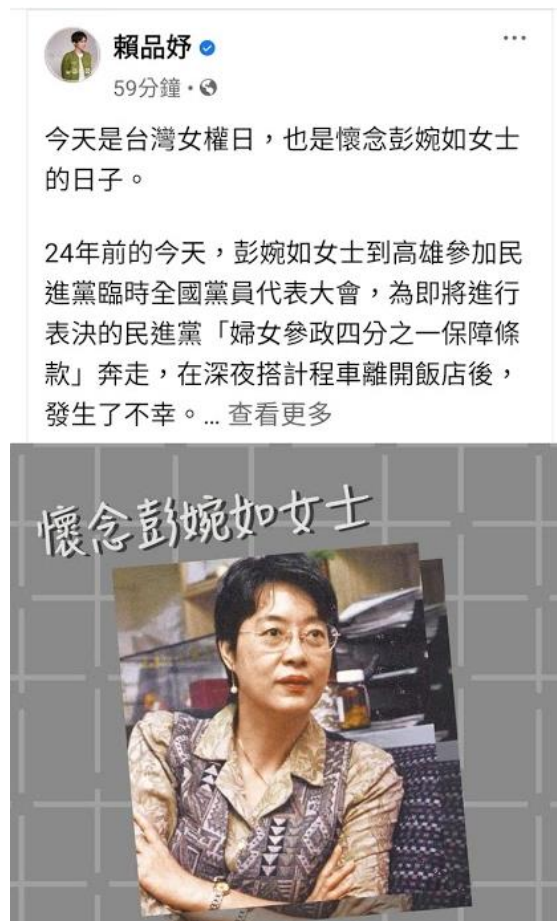 賴品妤
...
59分鐘·
今天是台灣女權日,也是懷念彭婉如女士
的日子。
24年前的今天,彭婉如女士到高雄參加民
進黨臨時全國黨員代表大會,為即將進行
表決的民進黨「婦女參政四分之一保障條
款」奔走,在深夜搭計程車離開飯店後,
發生了不幸。... 查看更多
懷念彭婉如女士